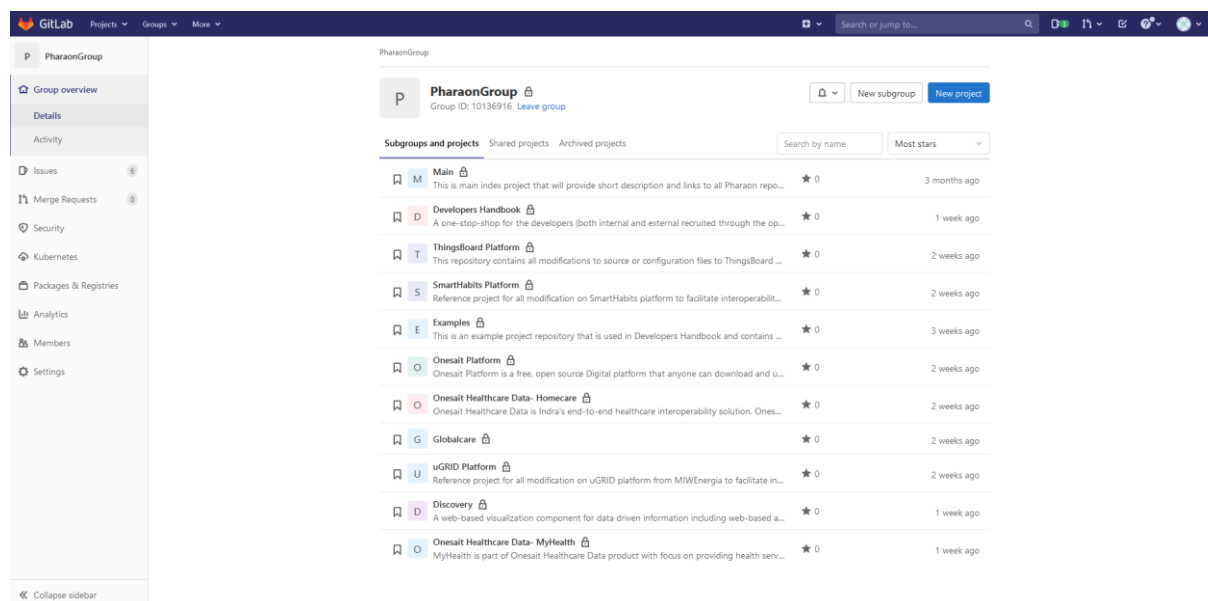 GitLab Projects Groups More Search or jump to...
P PharaonGroup
Group overview
Details
Activity
Issues 6
Merge Requests 0
Security
Kubernetes
Packages & Registries
Analytics
Members
Settings
Collapse sidebar
PharaonGroup
P
PharaonGroup
Group ID: 10136916 Leave group
New subgroup New project
Subgroups and projects Shared projects Archived projects Search by name Most stars
M Main
This is main index project that will provide short description and links to all Pharaon repo...
0 3 months ago
D Developers Handbook
A one-stop-shop for the developers (both internal and external recruited through the op...
0 1 week ago
T ThingsBoard Platform
This repository contains all modifications to source or configuration files to ThingsBoard ...
0 2 weeks ago
S SmartHabits Platform
Reference project for all modification on SmartHabits platform to facilitate interoperabilit...
0 2 weeks ago
E Examples
This is an example project repository that is used in Developers Handbook and contains ...
0 3 weeks ago
O Onesait Platform
Onesait Platform is a free, open source Digital platform that anyone can download and u...
0 2 weeks ago
O Onesait Healthcare Data- Homecare
Onesait Healthcare Data is Indra's end-to-end healthcare interoperability solution. Ones...
0 2 weeks ago
G Globalcare
0 2 weeks ago
U uGRID Platform
Reference project for all modification on uGRID platform from MIWEnergia to facilitate in...
0 2 weeks ago
D Discovery
A web-based visualization component for data driven information including web-based a...
0 1 week ago
O Onesait Healthcare Data- MyHealth
MyHealth is part of Onesait Healthcare Data product with focus on providing health serv...
0 1 week ago